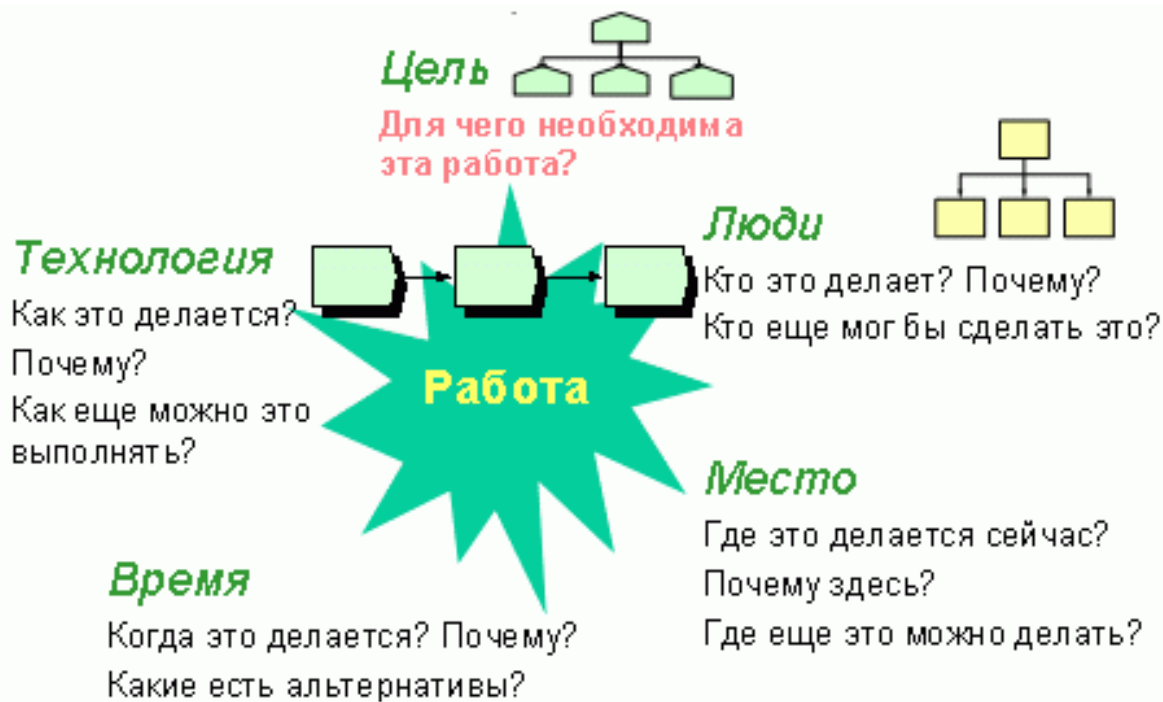 Цель
Для чего необходима
эта работа?
Люди
Кто это делает? Почему?
Кто еще мог бы сделать это?
Технология
Как это делается?
Почему?
Как еще можно это
выполнять?
Работа
Место
Где это делается сейчас?
Почему здесь?
Где еще это можно делать?
Время
Когда это делается? Почему?
Какие есть альтернативы?